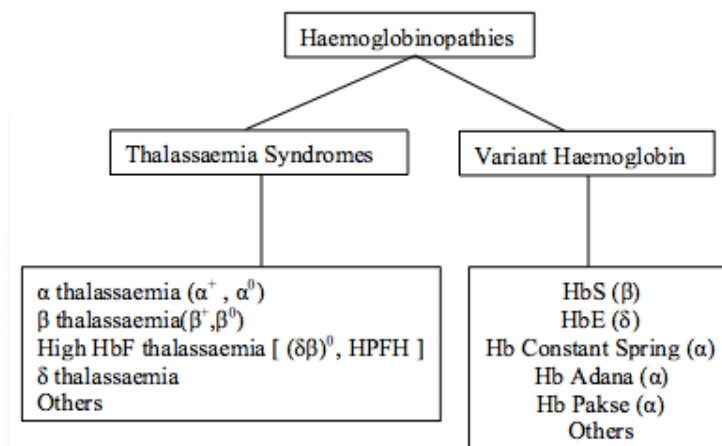 Haemoglobinopathies
Thalassaemia Syndromes
Variant Haemoglobin
α thalassaemia (α⁺ , α⁰)
β thalassaemia(β⁺,β⁰)
High HbF thalassaemia [ (δβ)⁰, HPFH ]
δ thalassaemia
Others
HbS (β)
HbE (δ)
Hb Constant Spring (α)
Hb Adana (α)
Hb Pakse (α)
Others